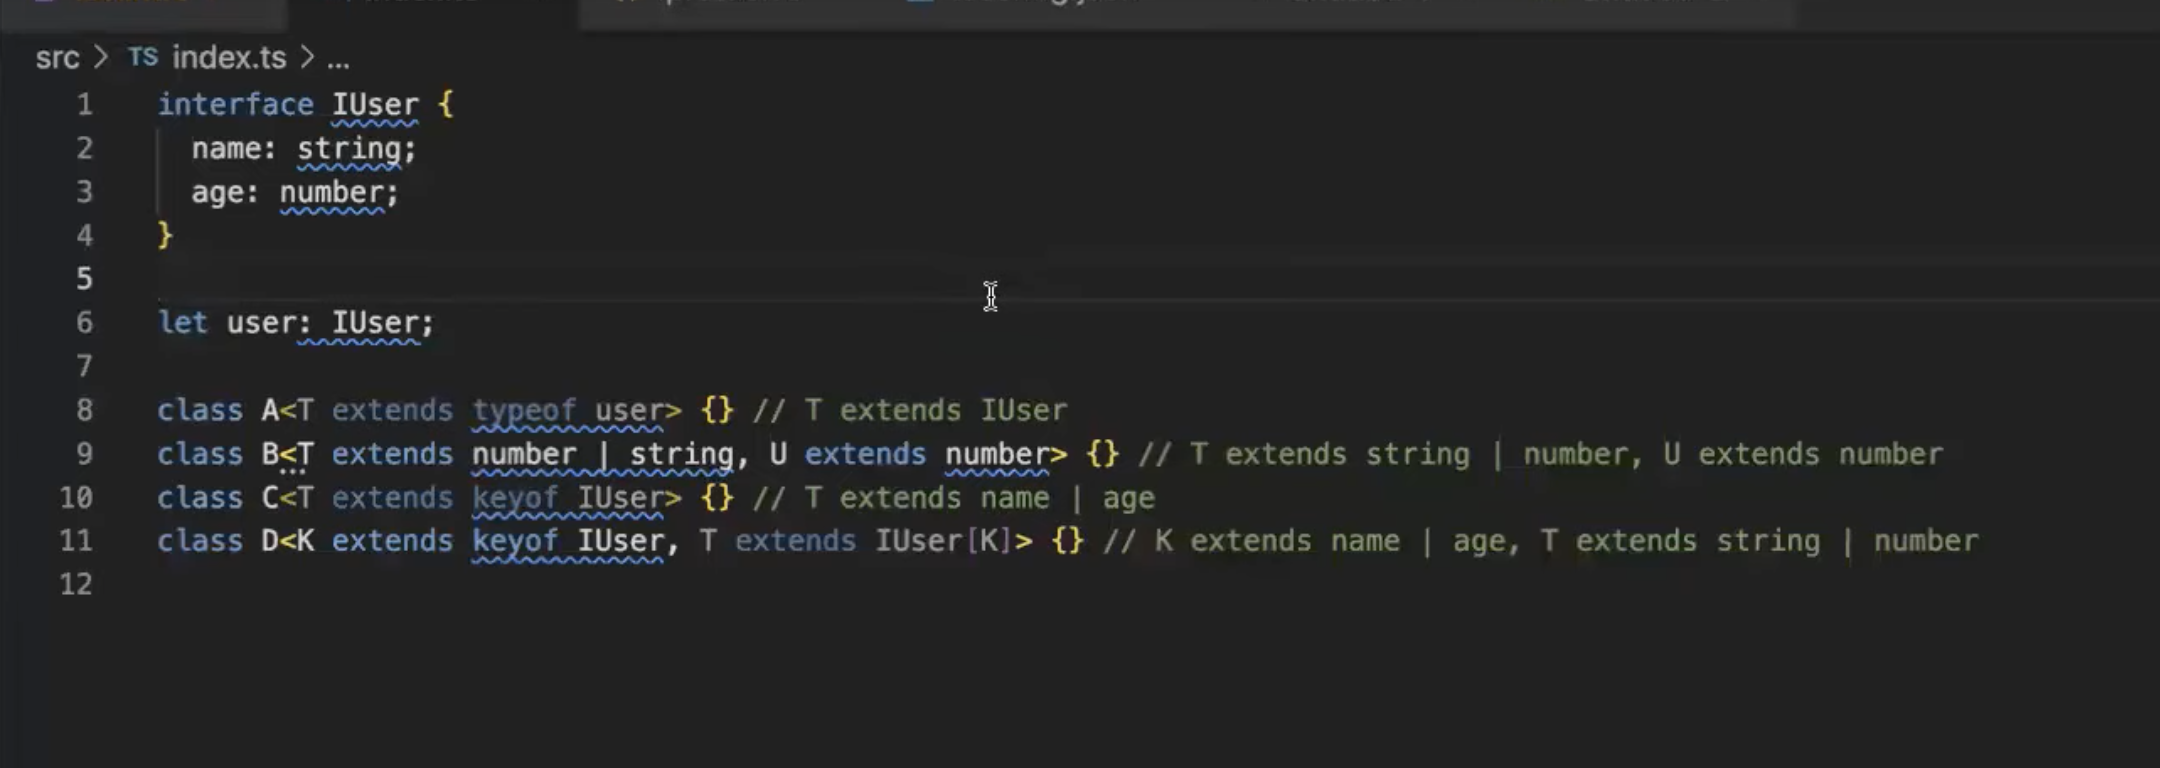 src > TS index.ts > ...
1 interface IUser {
2 name: string;
3 age: number;
4 }
5
6 let user: IUser;
7
8 class A<T extends typeof user> {} // T extends IUser
9 class B<T extends number | string, U extends number> {} // T extends string | number, U extends number
10 class C<T extends keyof IUser> {} // T extends name | age
11 class D<K extends keyof IUser, T extends IUser[K]> {} // K extends name | age, T extends string | number
12